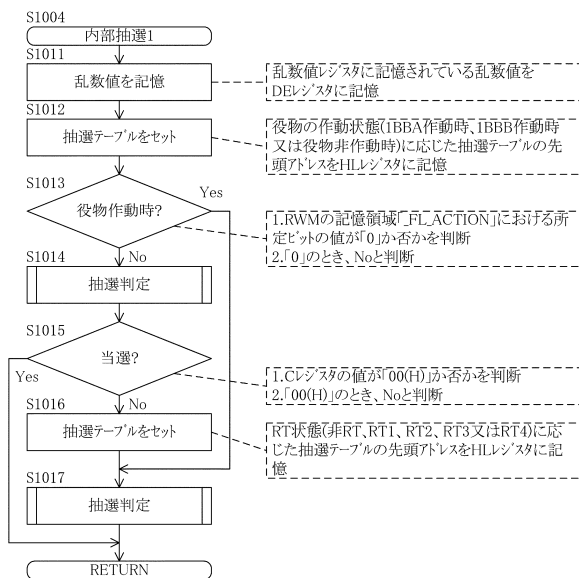 S1004
内部抽選1
S1011
乱数値を記憶
乱数値レジスタに記憶されている乱数値を
DEレジスタに記憶
S1012
抽選テーブルをセット
役物の作動状態(1BBA作動時、1BBB作動時
又は役物非作動時)に応じた抽選テーブルの先
頭アドレスをHLレジスタに記憶
S1013
役物作動時?
Yes
1.RWMの記憶領域「_FL_ACTION」における所
定ビットの値が「0」か否かを判断
2.「0」のとき、Noと判断
No
S1014
抽選判定
S1015
当選?
Yes
1.Cレジスタの値が「00(H)」か否かを判断
2.「00(H)」のとき、Noと判断
No
S1016
抽選テーブルをセット
RT状態(非RT、RT1、RT2、RT3又はRT4)に応
じた抽選テーブルの先頭アドレスをHLレジスタに記
憶
S1017
抽選判定
RETURN